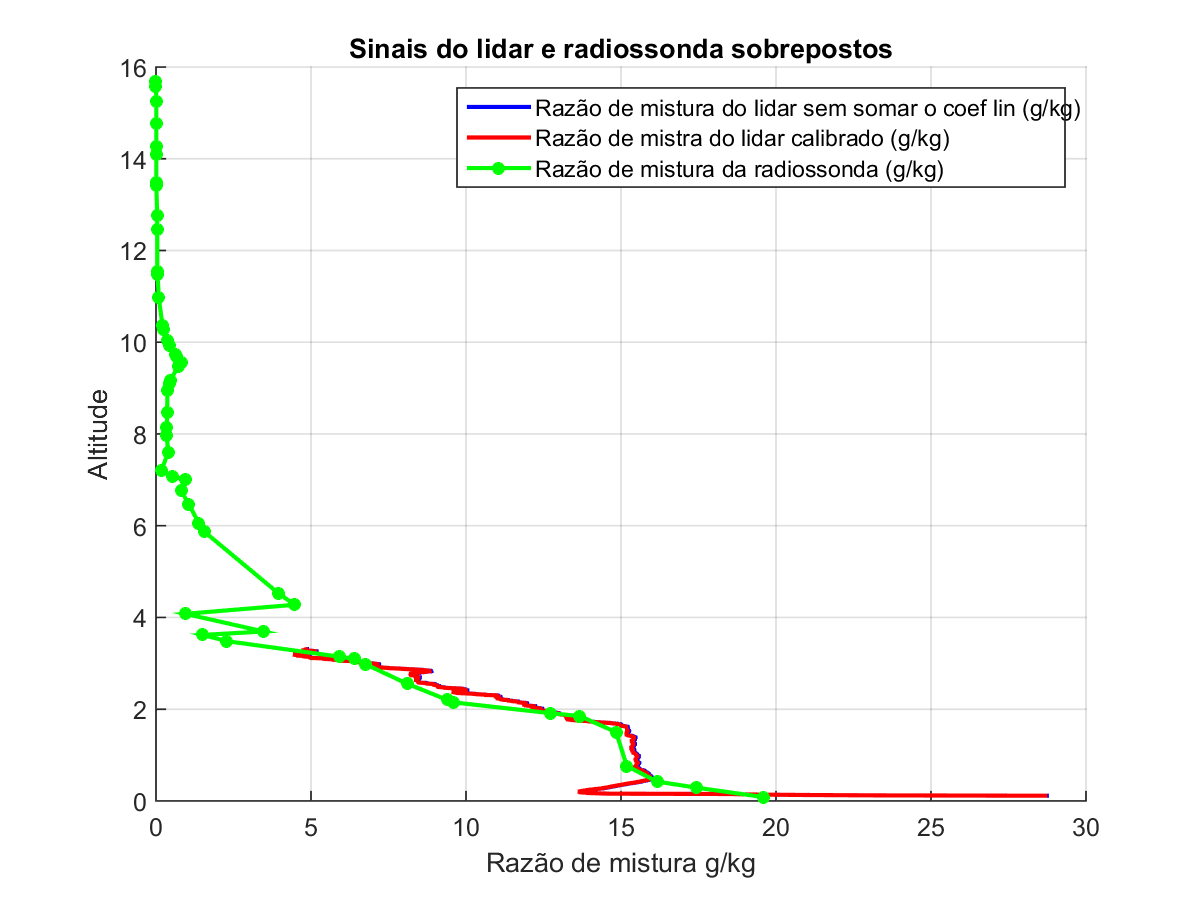 Sinais do lidar e radiossonda sobrepostos
16
Razão de mistura do lidar sem somar o coef lin (g/kg)
Razão de mistra do lidar calibrado (g/kg)
Razão de mistura da radiossonda (g/kg)
14
12
10
8
6
4
2
0
Altitude
0 5 10 15 20 25 30
Razão de mistura g/kg